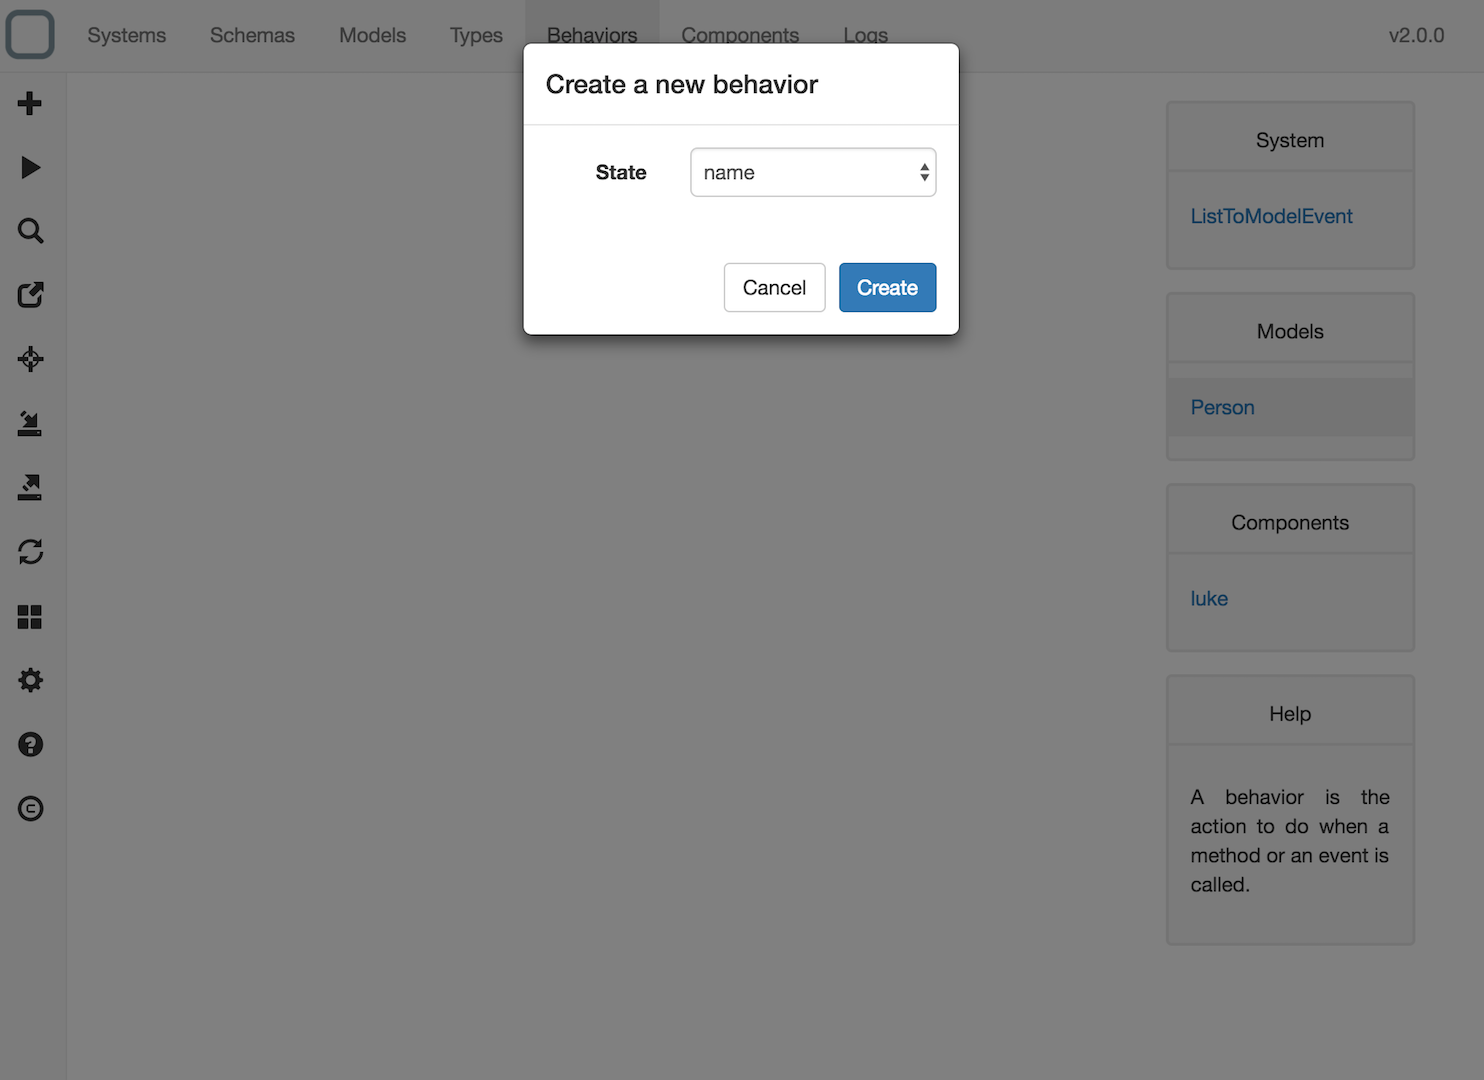 Systems Schemas Models Types Behaviors Components Logs v2.0.0
Create a new behavior
State name
Cancel Create
System
ListToModelEvent
Models
Person
Components
luke
Help
A behavior is the
action to do when a
method or an event is
called.